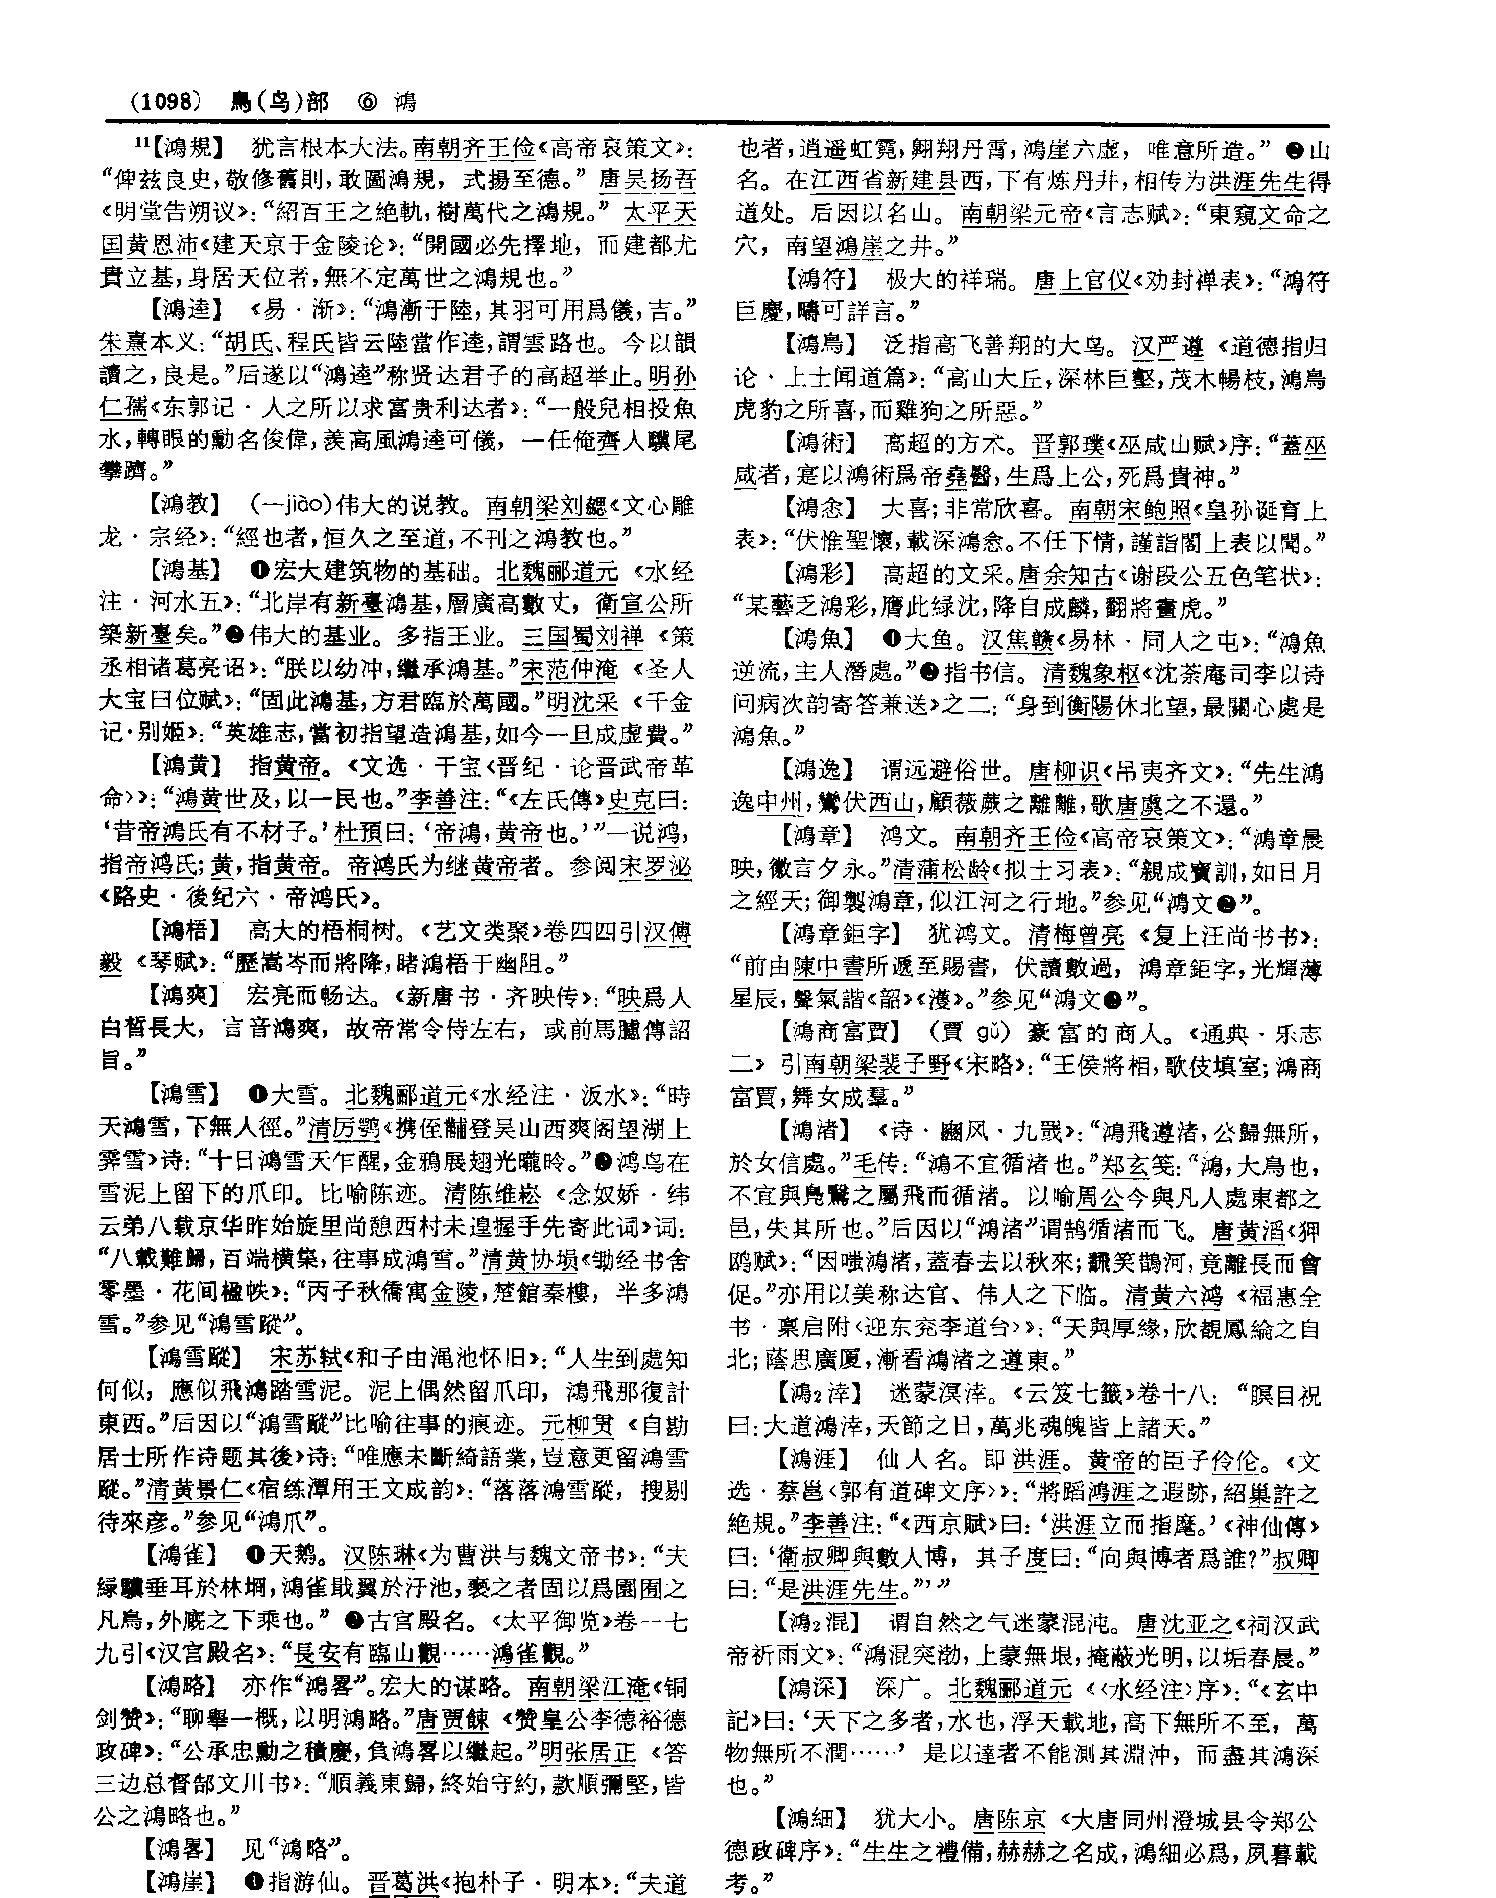 (1098) 鳥(鸟)部 ⑥ 鴻
¹¹【鴻規】 犹言根本大法。南朝齐王俭《高帝哀策文》：
“俾兹良史，敬修舊則，敢圖鴻規，式揚至德。”唐吴扬吾
《明堂告朔议》：“紹百王之絶軌，樹萬代之鴻規。”太平天
国黄恩沛《建天京于金陵论》：“開國必先擇地，而建都尤
貴立基，身居天位者，無不定萬世之鴻規也。”
【鴻逵】 《易·渐》：“鴻漸于陸，其羽可用爲儀，吉。”
朱熹本义：“胡氏、程氏皆云陸當作逵，謂雲路也。今以韻
讀之，良是。”后遂以“鴻逵”称贤达君子的高超举止。明孙
仁孺《东郭记·人之所以求富贵利达者》：“一般兒相投魚
水，轉眼的勳名俊偉，羨高風鴻逵可儀，一任俺齊人驥尾
攀躋。”
【鴻教】 （—jiào）伟大的说教。南朝梁刘勰《文心雕
龙·宗经》：“經也者，恒久之至道，不刊之鴻教也。”
【鴻基】 ❶宏大建筑物的基础。北魏郦道元《水经
注·河水五》：“北岸有新臺鴻基，層廣高數丈，衛宣公所
築新臺矣。”❷伟大的基业。多指王业。三国蜀刘禅《策
丞相诸葛亮诏》：“朕以幼冲，繼承鴻基。”宋范仲淹《圣人
大宝曰位赋》：“固此鴻基，方君臨於萬國。”明沈采《千金
记·别姬》：“英雄志，當初指望造鴻基，如今一旦成虚費。”
【鴻黄】 指黄帝。《文选·干宝〈晋纪·论晋武帝革
命〉》：“鴻黄世及，以一民也。”李善注：“《左氏傳》史克曰：
‘昔帝鴻氏有不材子。’杜預曰：‘帝鴻，黄帝也。’”一说鸿，
指帝鸿氏；黄，指黄帝。帝鸿氏为继黄帝者。参阅宋罗泌
《路史·後纪六·帝鸿氏》。
【鴻梧】 高大的梧桐树。《艺文类聚》卷四四引汉傅
毅《琴赋》：“歷嵩岑而將降，睹鴻梧于幽阻。”
【鴻爽】 宏亮而畅达。《新唐书·齐映传》：“映爲人
白皙長大，言音鴻爽，故帝常令侍左右，或前馬臚傳詔
旨。”
【鴻雪】 ❶大雪。北魏郦道元《水经注·汳水》：“時
天鴻雪，下無人徑。”清厉鹗《携侄黼登吴山西爽阁望湖上
霁雪》诗：“十日鴻雪天乍醒，金鴉展翅光曨昤。”❷鸿鸟在
雪泥上留下的爪印。比喻陈迹。清陈维崧《念奴娇·纬
云弟八载京华昨始旋里尚憩西村未遑握手先寄此词》词：
“八載難歸，百端横集，往事成鴻雪。”清黄协埙《锄经书舍
零墨·花间楹帙》：“丙子秋僑寓金陵，楚館秦樓，半多鴻
雪。”参见“鴻雪蹤”。
【鴻雪蹤】 宋苏轼《和子由渑池怀旧》：“人生到處知
何似，應似飛鴻踏雪泥。泥上偶然留爪印，鴻飛那復計
東西。”后因以“鴻雪蹤”比喻往事的痕迹。元柳贯《自勘
居士所作诗题其後》诗：“唯應未斷綺語業，豈意更留鴻雪
蹤。”清黄景仁《宿练潭用王文成韵》：“落落鴻雪蹤，搜剔
待來彦。”参见“鴻爪”。
【鴻雀】 ❶天鹅。汉陈琳《为曹洪与魏文帝书》：“夫
緑驥垂耳於林坰，鴻雀戢翼於汙池，褻之者固以爲園囿之
凡鳥，外廐之下乘也。”❷古宫殿名。《太平御览》卷一七
九引《汉宫殿名》：“長安有臨山觀……鴻雀觀。”
【鴻略】 亦作“鴻畧”。宏大的谋略。南朝梁江淹《铜
剑赞》：“聊舉一概，以明鴻略。”唐贾餗《赞皇公李德裕德
政碑》：“公承忠勳之積慶，負鴻畧以繼起。”明张居正《答
三边总督郜文川书》：“順義東歸，終始守約，款順彌堅，皆
公之鴻略也。”
【鴻畧】 见“鴻略”。
【鴻崖】 ❶指游仙。晋葛洪《抱朴子·明本》：“夫道
也者，逍遥虹霓，翱翔丹霄，鴻崖六虚，唯意所造。”❷山
名。在江西省新建县西，下有炼丹井，相传为洪涯先生得
道处。后因以名山。南朝梁元帝《言志赋》：“東窺文命之
穴，南望鴻崖之井。”
【鴻符】 极大的祥瑞。唐上官仪《劝封禅表》：“鴻符
巨慶，疇可詳言。”
【鴻鳥】 泛指高飞善翔的大鸟。汉严遵《道德指归
论·上士闻道篇》：“高山大丘，深林巨壑，茂木暢枝，鴻鳥
虎豹之所喜，而雞狗之所惡。”
【鴻術】 高超的方术。晋郭璞《巫咸山赋》序：“蓋巫
咸者，寔以鴻術爲帝堯醫，生爲上公，死爲貴神。”
【鴻悆】 大喜；非常欣喜。南朝宋鲍照《皇孙诞育上
表》：“伏惟聖懷，載深鴻悆。不任下情，謹詣閣上表以聞。”
【鴻彩】 高超的文采。唐余知古《谢段公五色笔状》：
“某藝乏鴻彩，膺此绿沈，降自成麟，翻將畫虎。”
【鴻魚】 ❶大鱼。汉焦赣《易林·同人之屯》：“鴻魚
逆流，主人潛處。”❷指书信。清魏象枢《沈荼庵司李以诗
问病次韵寄答兼送》之二：“身到衡陽休北望，最關心處是
鴻魚。”
【鴻逸】 谓远避俗世。唐柳识《吊夷齐文》：“先生鴻
逸中州，鸞伏西山，顧薇蕨之離離，歌唐虞之不還。”
【鴻章】 鸿文。南朝齐王俭《高帝哀策文》：“鴻章晨
映，徽言夕永。”清蒲松龄《拟士习表》：“親成寶訓，如日月
之經天；御製鴻章，似江河之行地。”参见“鴻文❷”。
【鴻章鉅字】 犹鸿文。清梅曾亮《复上汪尚书书》：
“前由陳中書所遞至賜書，伏讀數過，鴻章鉅字，光輝薄
星辰，聲氣諧《韶》《濩》。”参见“鴻文❷”。
【鴻商富賈】 （賈 gǔ）豪富的商人。《通典·乐志
二》引南朝梁裴子野《宋略》：“王侯將相，歌伎填室；鴻商
富賈，舞女成羣。”
【鴻渚】 《诗·豳风·九罭》：“鴻飛遵渚，公歸無所，
於女信處。”毛传：“鴻不宜循渚也。”郑玄笺：“鴻，大鳥也，
不宜與鳧鷖之屬飛而循渚。以喻周公今與凡人處東都之
邑，失其所也。”后因以“鴻渚”谓鹄循渚而飞。唐黄滔《狎
鸥赋》：“因嗤鴻渚，蓋春去以秋來；飜笑鵲河，竟離長而會
促。”亦用以美称达官、伟人之下临。清黄六鸿《福惠全
书·禀启附〈迎东兖李道台〉》：“天與厚緣，欣覩鳳綸之自
北；蔭思廣厦，漸看鴻渚之遵東。”
【鴻₂涬】 迷蒙溟涬。《云笈七籤》卷十八：“瞑目祝
曰：大道鴻涬，天節之日，萬兆魂魄皆上諸天。”
【鴻涯】 仙人名。即洪涯。黄帝的臣子伶伦。《文
选·蔡邕〈郭有道碑文序〉》：“將蹈鴻涯之遐跡，紹巢許之
絶規。”李善注：“《西京賦》曰：‘洪涯立而指麾。’《神仙傳》
曰：‘衛叔卿與數人博，其子度曰：“向與博者爲誰？”叔卿
曰：“是洪涯先生。”’”
【鴻₂混】 谓自然之气迷蒙混沌。唐沈亚之《祠汉武
帝祈雨文》：“鴻混突渤，上蒙無垠，掩蔽光明，以垢春晨。”
【鴻深】 深广。北魏郦道元《〈水经注〉序》：“《玄中
記》曰：‘天下之多者，水也，浮天載地，高下無所不至，萬
物無所不潤……’是以達者不能測其淵沖，而盡其鴻深
也。”
【鴻細】 犹大小。唐陈京《大唐同州澄城县令郑公
德政碑序》：“生生之禮備，赫赫之名成，鴻細必爲，夙暮載
考。”